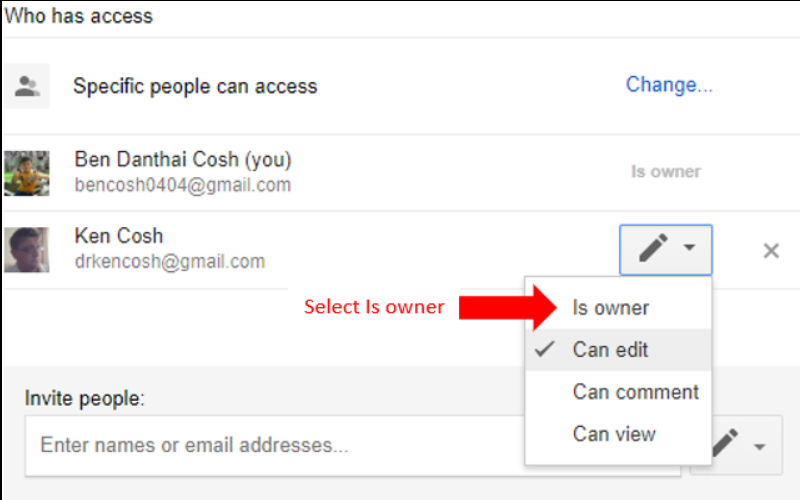 Who has access
Specific people can access
Change...
Ben Danthai Cosh (you)
Is owner
bencosh0404@gmail.com
Ken Cosh
drkencosh@gmail.com
Select Is owner
Is owner
Can edit
Can comment
Can view
Invite people:
Enter names or email addresses...